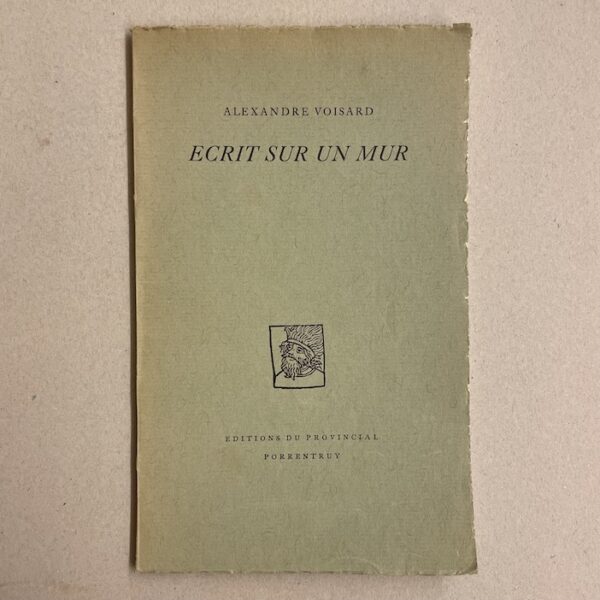 ALEXANDRE VOISARD
ECRIT SUR UN MUR
EDITIONS DU PROVINCIAL
PORRENTRUY